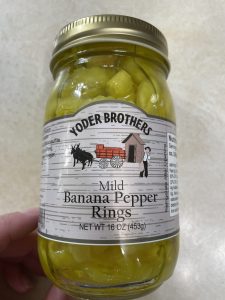 YODER BROTHERS
Mild
Banana Pepper
Rings
NET WT 16 OZ (453g)